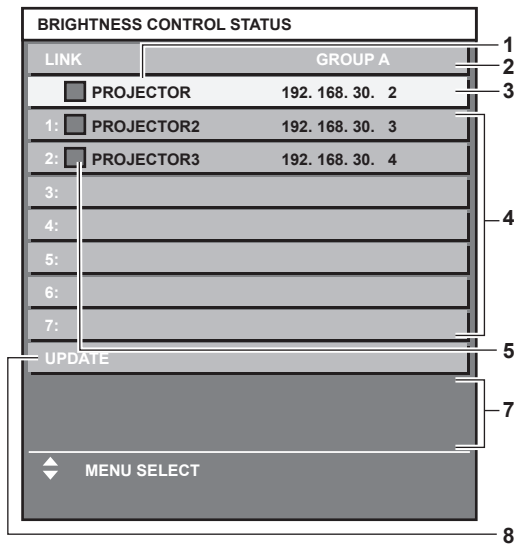 BRIGHTNESS CONTROL STATUS
LINK GROUP A
PROJECTOR 192. 168. 30. 2
1: PROJECTOR2 192. 168. 30. 3
2: PROJECTOR3 192. 168. 30. 4
3:
4:
5:
6:
7:
UPDATE
MENU SELECT
1
2
3
4
5
7
8